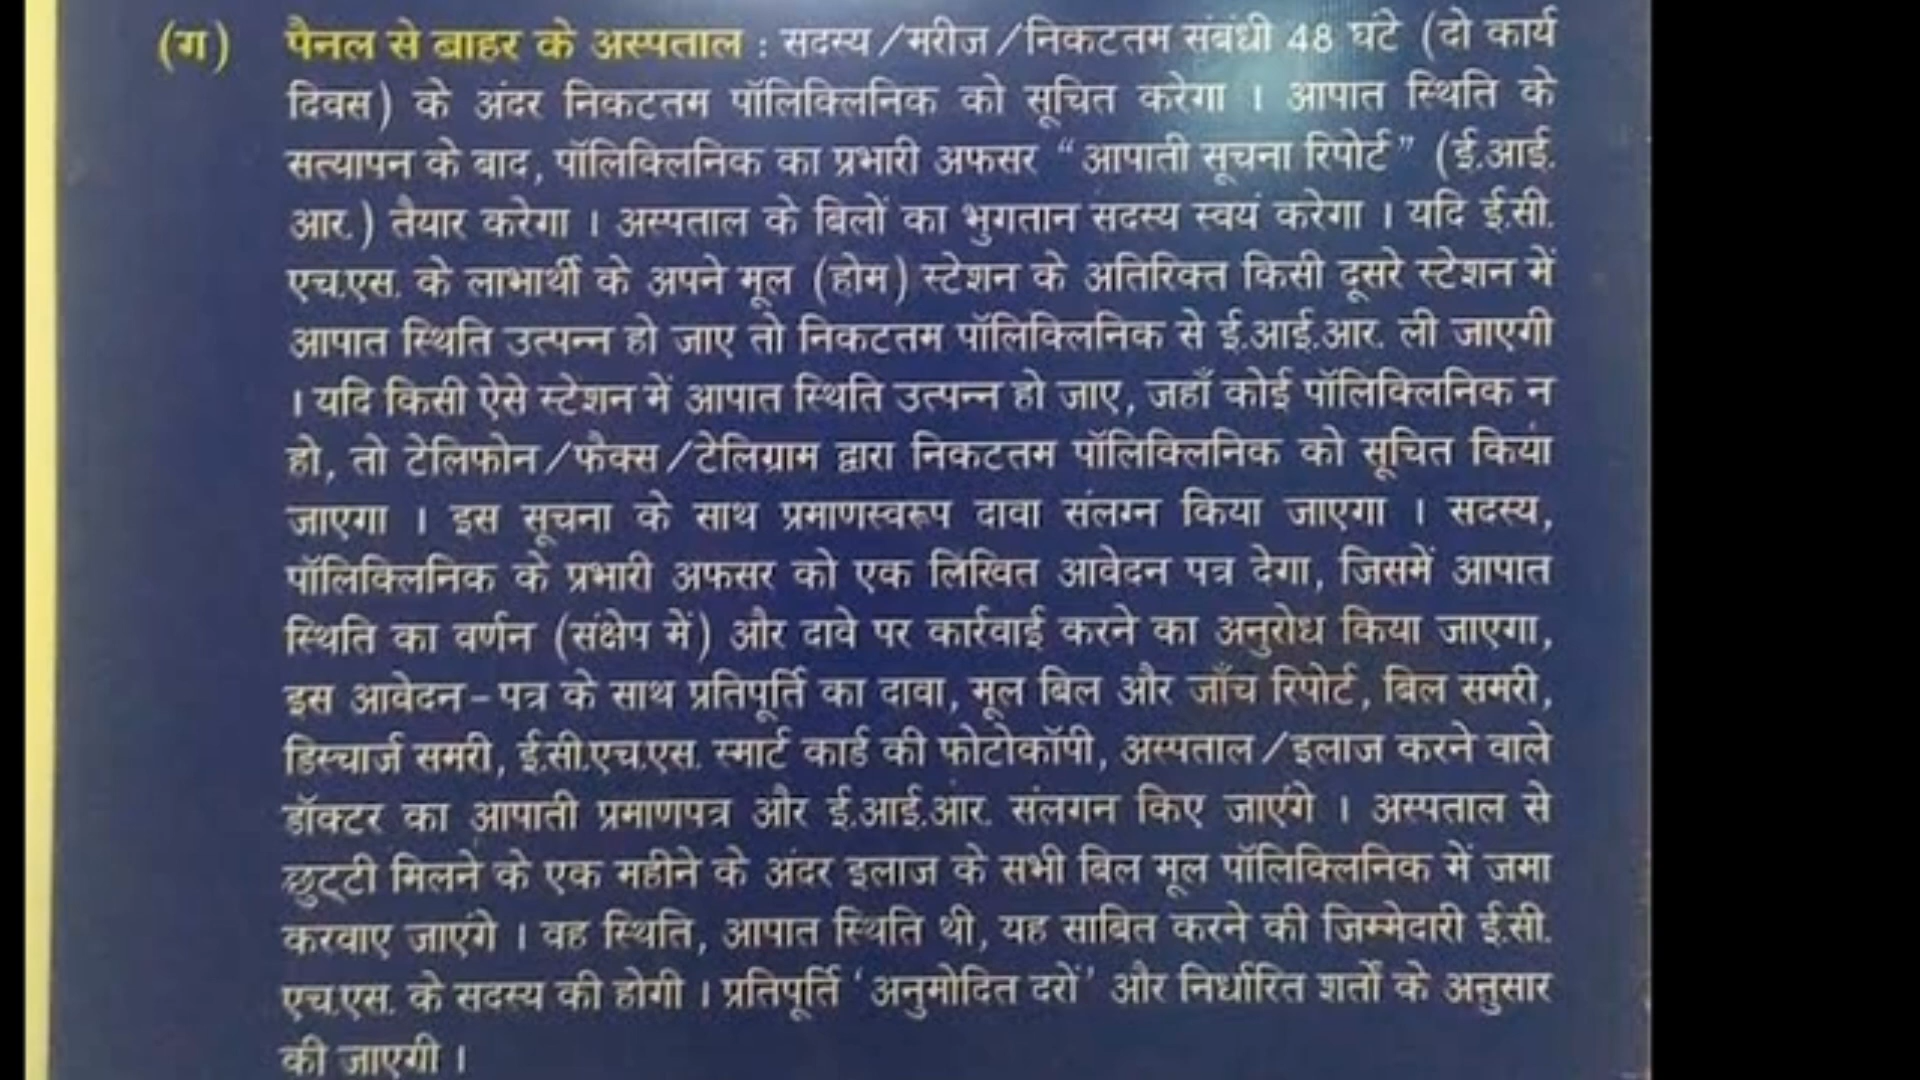 (ग) पैनल से बाहर के अस्पताल : सदस्य/मरीज/निकटतम संबंधी 48 घंटे (दो कार्य
दिवस) के अंदर निकटतम पॉलिक्लिनिक को सूचित करेगा । आपात स्थिति के
सत्यापन के बाद, पॉलिक्लिनिक का प्रभारी अफसर “आपाती सूचना रिपोर्ट” (ई.आई.
आर.) तैयार करेगा । अस्पताल के बिलों का भुगतान सदस्य स्वयं करेगा । यदि ई.सी.
एच.एस. के लाभार्थी के अपने मूल (होम) स्टेशन के अतिरिक्त किसी दूसरे स्टेशन में
आपात स्थिति उत्पन्न हो जाए तो निकटतम पॉलिक्लिनिक से ई.आई.आर. ली जाएगी
। यदि किसी ऐसे स्टेशन में आपात स्थिति उत्पन्न हो जाए, जहाँ कोई पॉलिक्लिनिक न
हो, तो टेलिफोन/फैक्स/टेलिग्राम द्वारा निकटतम पॉलिक्लिनिक को सूचित किया
जाएगा । इस सूचना के साथ प्रमाणस्वरूप दावा संलग्न किया जाएगा । सदस्य,
पॉलिक्लिनिक के प्रभारी अफसर को एक लिखित आवेदन पत्र देगा, जिसमें आपात
स्थिति का वर्णन (संक्षेप में) और दावे पर कार्रवाई करने का अनुरोध किया जाएगा,
इस आवेदन-पत्र के साथ प्रतिपूर्ति का दावा, मूल बिल और जाँच रिपोर्ट, बिल समरी,
डिस्चार्ज समरी, ई.सी.एच.एस. स्मार्ट कार्ड की फोटोकॉपी, अस्पताल/इलाज करने वाले
डॉक्टर का आपाती प्रमाणपत्र और ई.आई.आर. संलगन किए जाएंगे । अस्पताल से
छुट्टी मिलने के एक महीने के अंदर इलाज के सभी बिल मूल पॉलिक्लिनिक में जमा
करवाए जाएंगे । वह स्थिति, आपात स्थिति थी, यह साबित करने की जिम्मेदारी ई.सी.
एच.एस. के सदस्य की होगी । प्रतिपूर्ति ‘अनुमोदित दरों’ और निर्धारित शर्तों के अनुसार
की जाएगी ।